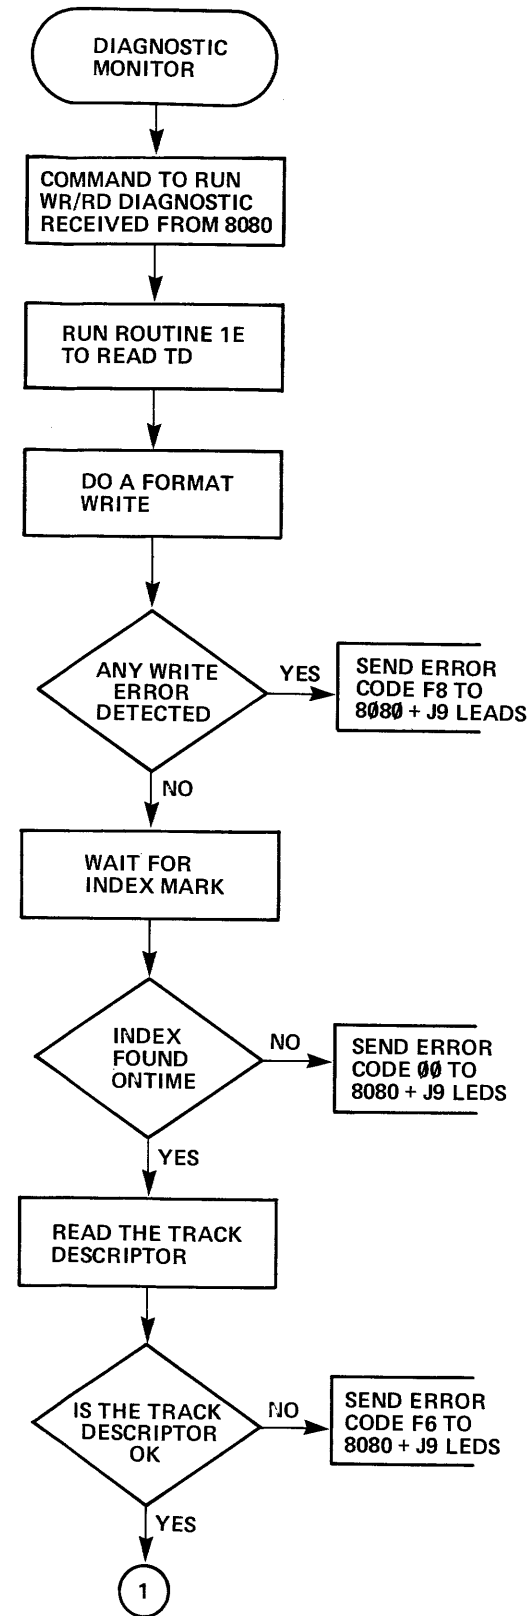 DIAGNOSTIC
MONITOR
COMMAND TO RUN
WR/RD DIAGNOSTIC
RECEIVED FROM 8080
RUN ROUTINE 1E
TO READ TD
DO A FORMAT
WRITE
ANY WRITE
ERROR
DETECTED
YES
SEND ERROR
CODE F8 TO
8Ø8Ø + J9 LEADS
NO
WAIT FOR
INDEX MARK
INDEX
FOUND
ONTIME
NO
SEND ERROR
CODE ØØ TO
8080 + J9 LEDS
YES
READ THE TRACK
DESCRIPTOR
IS THE TRACK
DESCRIPTOR
OK
NO
SEND ERROR
CODE F6 TO
8080 + J9 LEDS
YES
1